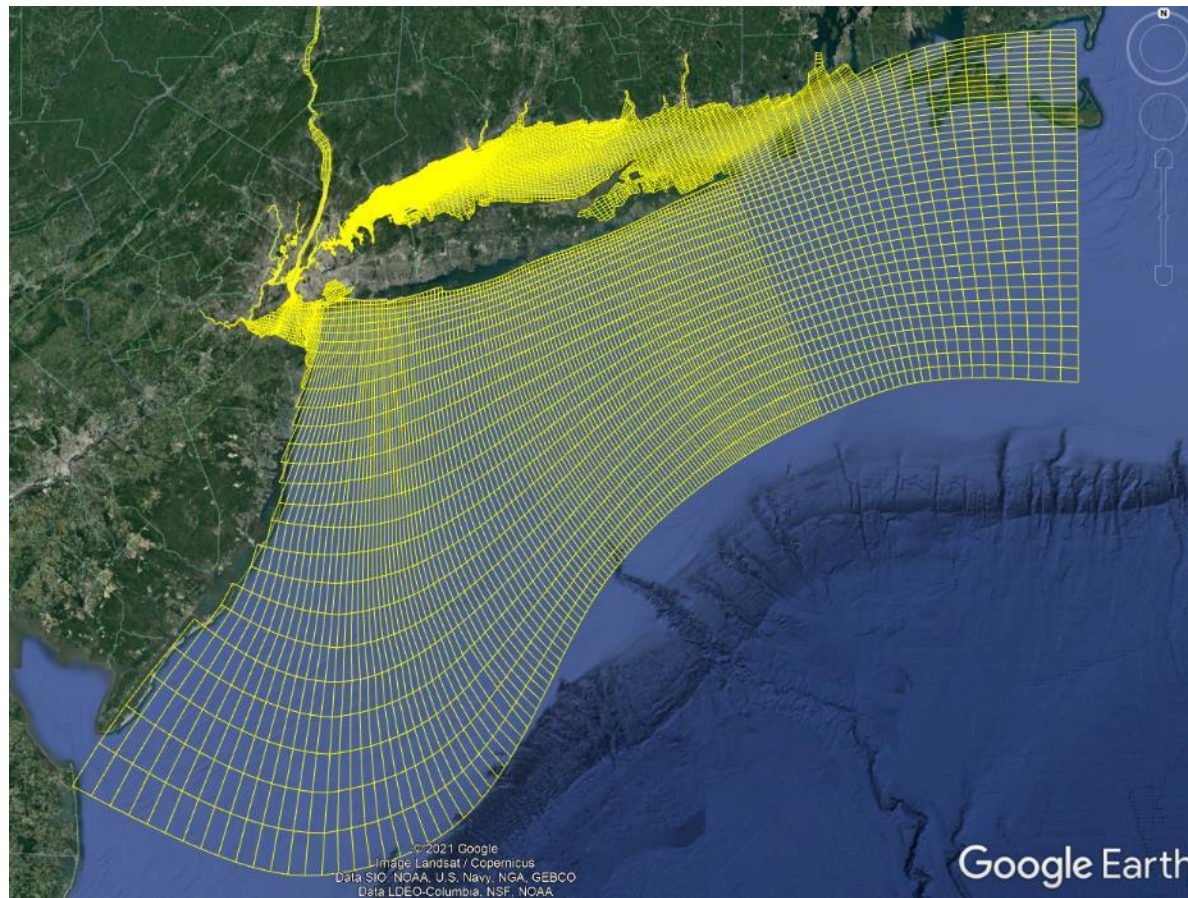 N
© 2021 Google
Image Landsat / Copernicus
Data SIO, NOAA, U.S. Navy, NGA, GEBCO
Data LDEO-Columbia, NSF, NOAA
Google Earth